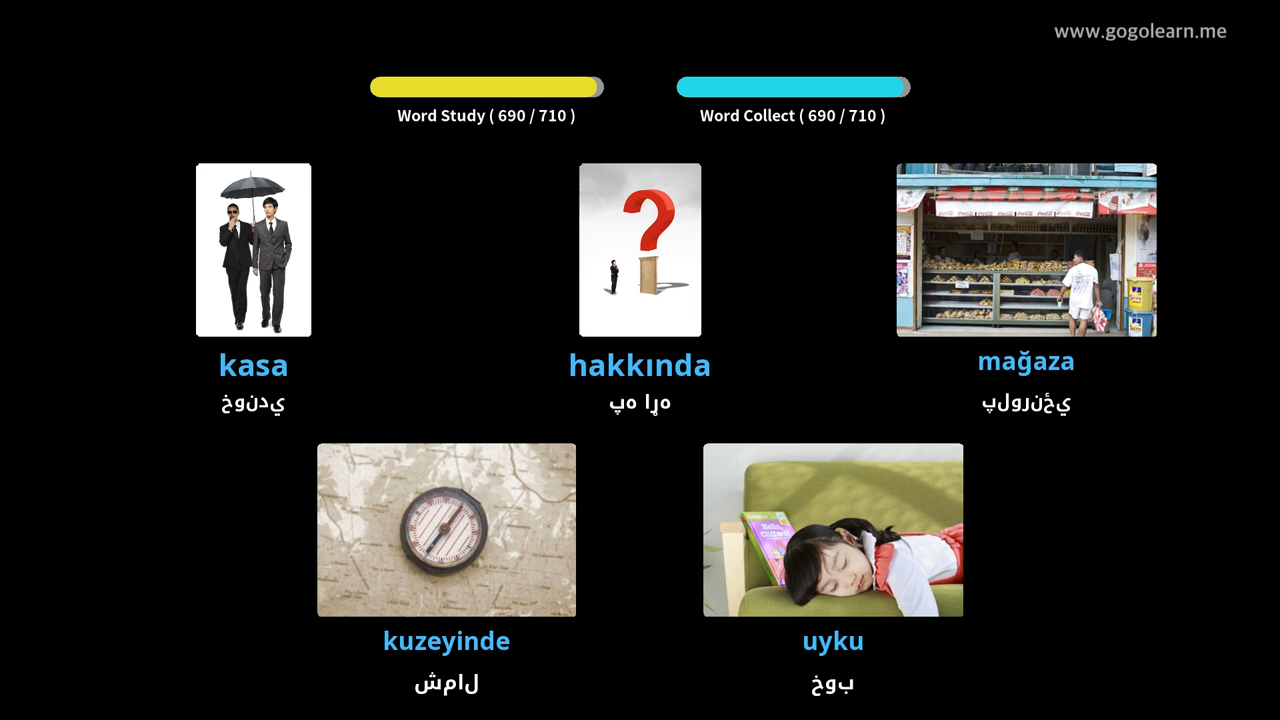 www.gogolearn.me
Word Study ( 690 / 710 )
Word Collect ( 690 / 710 )
kasa
hakkında
mağaza
خوندي
په اړه
پلورنځي
kuzeyinde
uyku
شمال
خوب